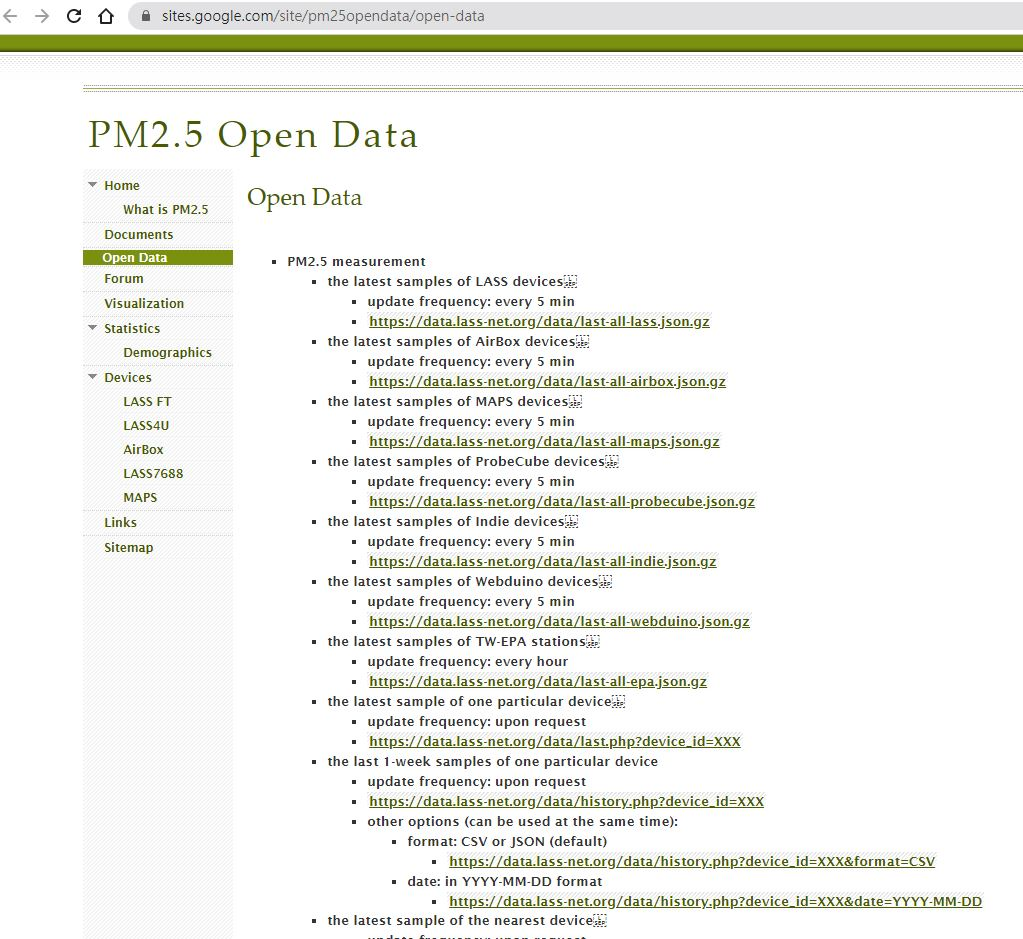 sites.google.com/site/pm25opendata/open-data
PM2.5 Open Data
Home
What is PM2.5
Documents
Open Data
Forum
Visualization
Statistics
Demographics
Devices
LASS FT
LASS4U
AirBox
LASS7688
MAPS
Links
Sitemap
Open Data
PM2.5 measurement
the latest samples of LASS devices
update frequency: every 5 min
https://data.lass-net.org/data/last-all-lass.json.gz
the latest samples of AirBox devices
update frequency: every 5 min
https://data.lass-net.org/data/last-all-airbox.json.gz
the latest samples of MAPS devices
update frequency: every 5 min
https://data.lass-net.org/data/last-all-maps.json.gz
the latest samples of ProbeCube devices
update frequency: every 5 min
https://data.lass-net.org/data/last-all-probecube.json.gz
the latest samples of Indie devices
update frequency: every 5 min
https://data.lass-net.org/data/last-all-indie.json.gz
the latest samples of Webduino devices
update frequency: every 5 min
https://data.lass-net.org/data/last-all-webduino.json.gz
the latest samples of TW-EPA stations
update frequency: every hour
https://data.lass-net.org/data/last-all-epa.json.gz
the latest sample of one particular device
update frequency: upon request
https://data.lass-net.org/data/last.php?device_id=XXX
the last 1-week samples of one particular device
update frequency: upon request
https://data.lass-net.org/data/history.php?device_id=XXX
other options (can be used at the same time):
format: CSV or JSON (default)
https://data.lass-net.org/data/history.php?device_id=XXX&format=CSV
date: in YYYY-MM-DD format
https://data.lass-net.org/data/history.php?device_id=XXX&date=YYYY-MM-DD
the latest sample of the nearest device
update frequency: upon request